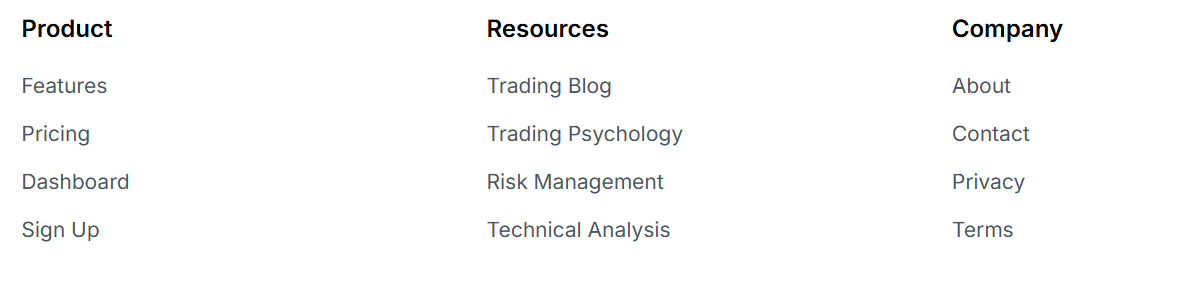 Product
Features
Pricing
Dashboard
Sign Up
Resources
Trading Blog
Trading Psychology
Risk Management
Technical Analysis
Company
About
Contact
Privacy
Terms